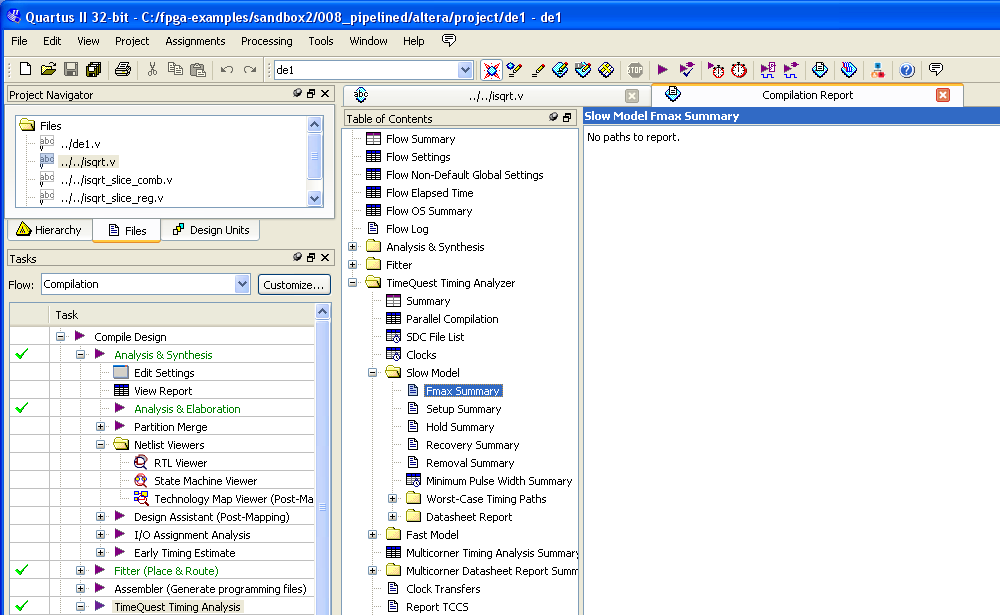 Quartus II 32-bit - C:/fpga-examples/sandbox2/008_pipelined/altera/project/de1 - de1
File Edit View Project Assignments Processing Tools Window Help
de1
STOP
Project Navigator
Files
abc ../de1.v
abc ../../isqrt.v
abc ../../isqrt_slice_comb.v
abc ../../isqrt_slice_reg.v
Hierarchy Files Design Units
Tasks
Flow: Compilation Customize...
Task
Compile Design
Analysis & Synthesis
Edit Settings
View Report
Analysis & Elaboration
Partition Merge
Netlist Viewers
RTL Viewer
State Machine Viewer
Technology Map Viewer (Post-Ma
Design Assistant (Post-Mapping)
I/O Assignment Analysis
Early Timing Estimate
Fitter (Place & Route)
Assembler (Generate programming files)
TimeQuest Timing Analysis
abc ../../isqrt.v
Compilation Report
Table of Contents
Flow Summary
Flow Settings
Flow Non-Default Global Settings
Flow Elapsed Time
Flow OS Summary
Flow Log
Analysis & Synthesis
Fitter
TimeQuest Timing Analyzer
Summary
Parallel Compilation
SDC File List
Clocks
Slow Model
Fmax Summary
Setup Summary
Hold Summary
Recovery Summary
Removal Summary
Minimum Pulse Width Summary
Worst-Case Timing Paths
Datasheet Report
Fast Model
Multicorner Timing Analysis Summary
Multicorner Datasheet Report Summ
Clock Transfers
Report TCCS
Slow Model Fmax Summary
No paths to report.